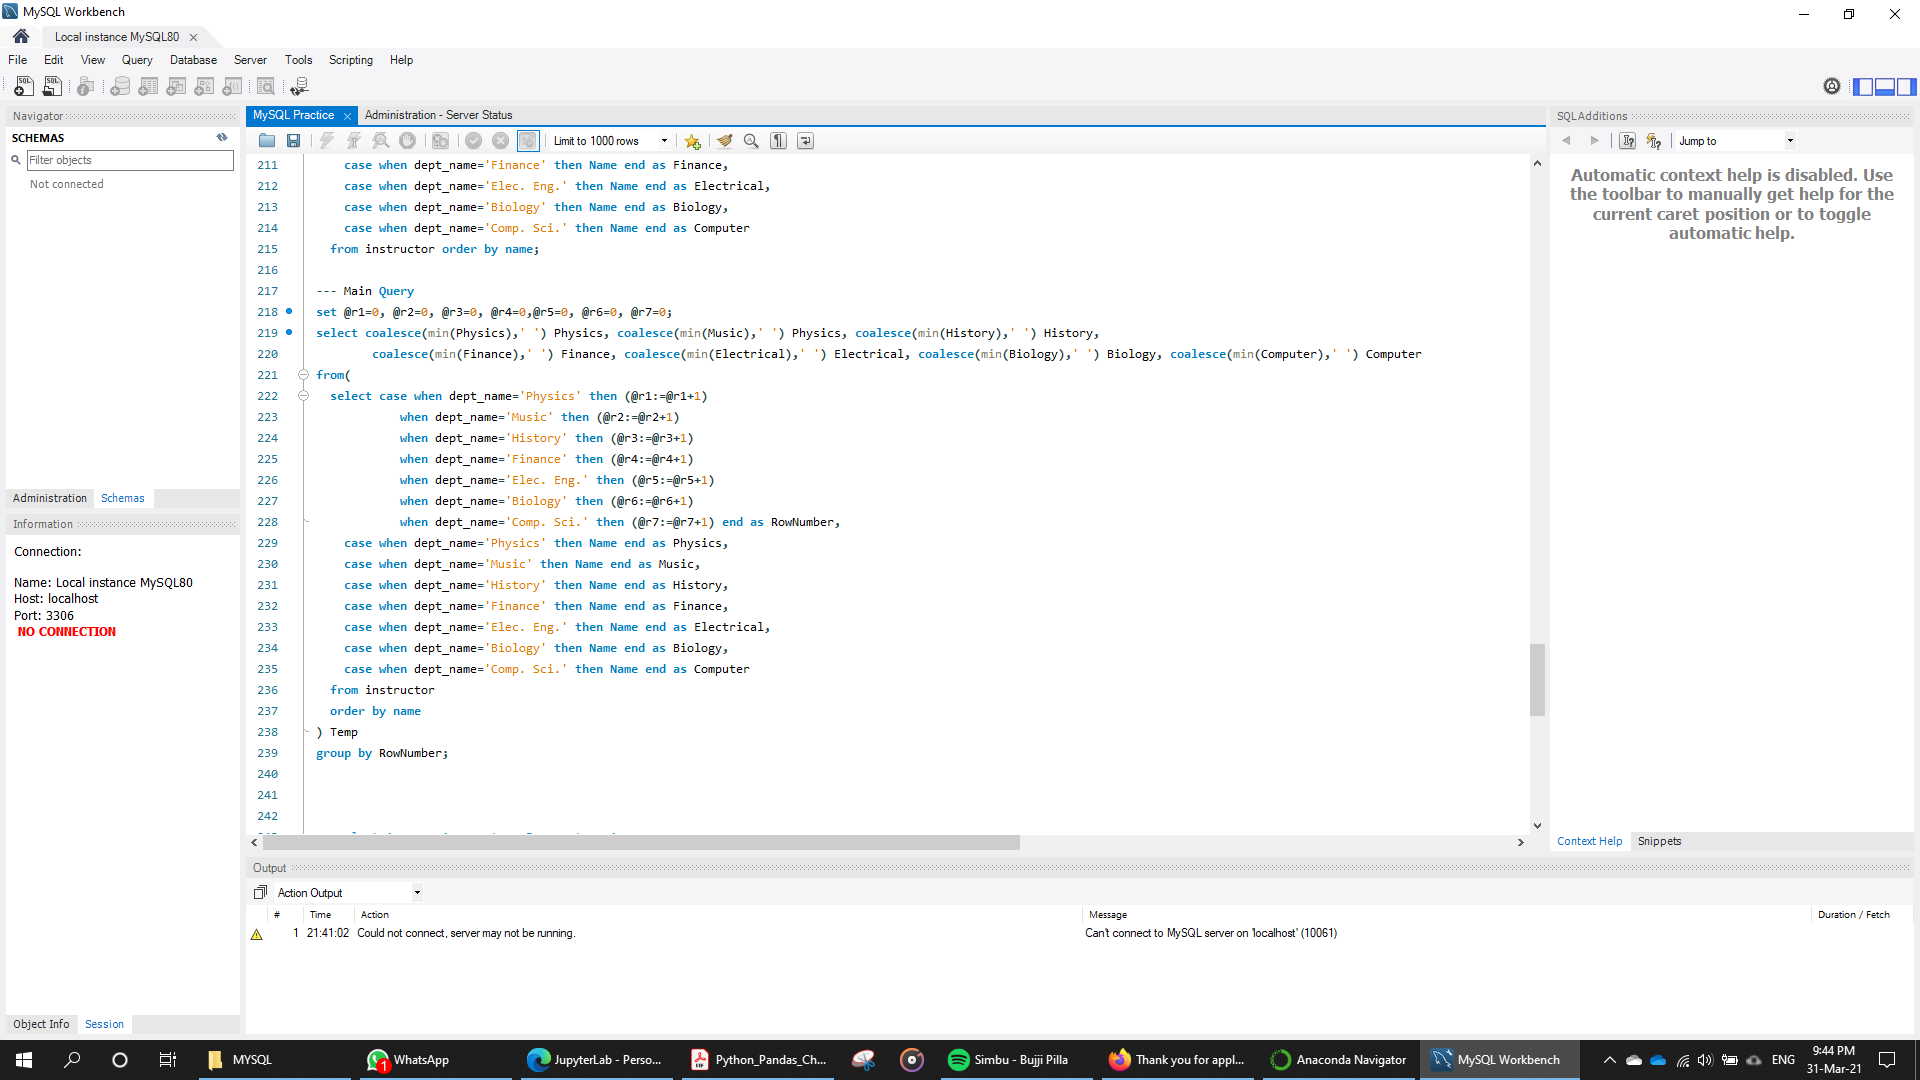 MySQL Workbench
Local instance MySQL80
File Edit View Query Database Server Tools Scripting Help
Navigator
SCHEMAS
Filter objects
Not connected
Administration Schemas
Information
Connection:
Name: Local instance MySQL80
Host: localhost
Port: 3306
NO CONNECTION
Object Info Session
MySQL Practice Administration - Server Status
Limit to 1000 rows
211 case when dept_name='Finance' then Name end as Finance,
212 case when dept_name='Elec. Eng.' then Name end as Electrical,
213 case when dept_name='Biology' then Name end as Biology,
214 case when dept_name='Comp. Sci.' then Name end as Computer
215 from instructor order by name;
216
217 --- Main Query
218 set @r1=0, @r2=0, @r3=0, @r4=0,@r5=0, @r6=0, @r7=0;
219 select coalesce(min(Physics),' ') Physics, coalesce(min(Music),' ') Physics, coalesce(min(History),' ') History,
220 coalesce(min(Finance),' ') Finance, coalesce(min(Electrical),' ') Electrical, coalesce(min(Biology),' ') Biology, coalesce(min(Computer),' ') Computer
221 from(
222 select case when dept_name='Physics' then (@r1:=@r1+1)
223 when dept_name='Music' then (@r2:=@r2+1)
224 when dept_name='History' then (@r3:=@r3+1)
225 when dept_name='Finance' then (@r4:=@r4+1)
226 when dept_name='Elec. Eng.' then (@r5:=@r5+1)
227 when dept_name='Biology' then (@r6:=@r6+1)
228 when dept_name='Comp. Sci.' then (@r7:=@r7+1) end as RowNumber,
229 case when dept_name='Physics' then Name end as Physics,
230 case when dept_name='Music' then Name end as Music,
231 case when dept_name='History' then Name end as History,
232 case when dept_name='Finance' then Name end as Finance,
233 case when dept_name='Elec. Eng.' then Name end as Electrical,
234 case when dept_name='Biology' then Name end as Biology,
235 case when dept_name='Comp. Sci.' then Name end as Computer
236 from instructor
237 order by name
238 ) Temp
239 group by RowNumber;
240
241
242
SQLAdditions
Jump to
Automatic context help is disabled. Use
the toolbar to manually get help for the
current caret position or to toggle
automatic help.
Context Help Snippets
Output
Action Output
# Time Action Message Duration / Fetch
1 21:41:02 Could not connect, server may not be running. Can't connect to MySQL server on 'localhost' (10061)
MYSQL
WhatsApp
1
JupyterLab - Perso...
Python_Pandas_Ch...
Simbu - Bujji Pilla
Thank you for appl...
Anaconda Navigator
MySQL Workbench
ENG
9:44 PM
31-Mar-21